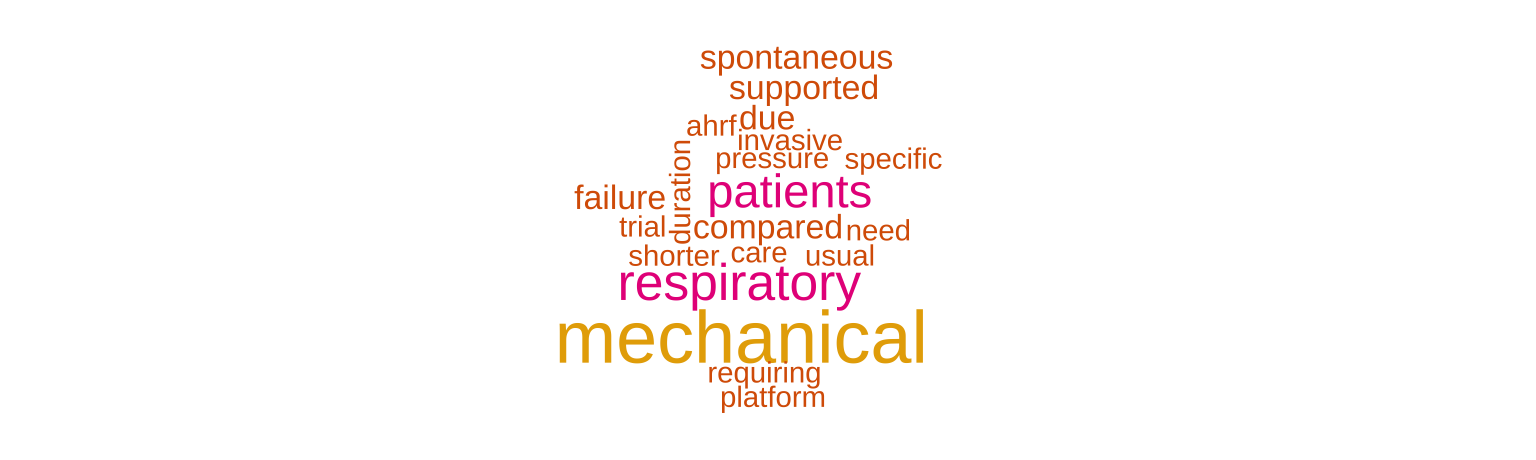 spontaneous
supported
due
ahrf
invasive
pressure
specific
duration
patients
failure
trial
compared
need
shorter
care
usual
respiratory
mechanical
requiring
platform